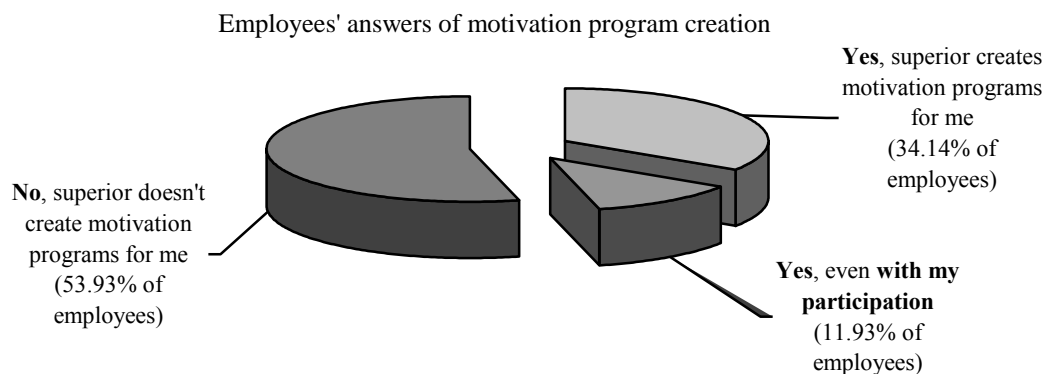 Employees' answers of motivation program creation
Yes, superior creates
motivation programs
for me
(34.14% of
employees)
No, superior doesn't
create motivation
programs for me
(53.93% of
employees)
Yes, even with my
participation
(11.93% of
employees)